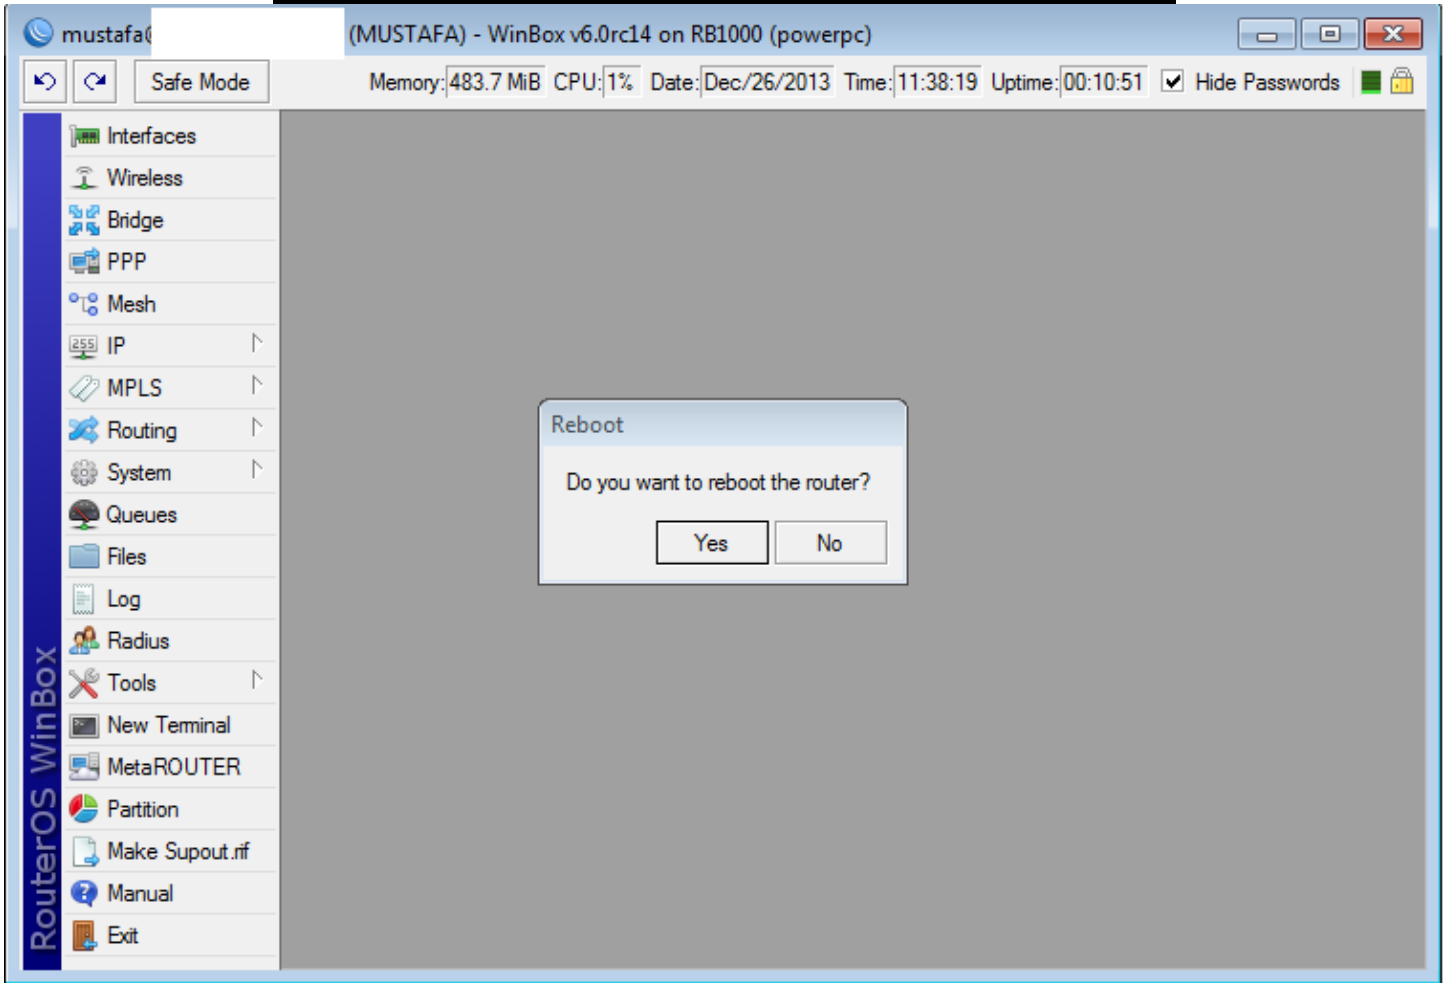 mustafa@ (MUSTAFA) - WinBox v6.0rc14 on RB1000 (powerpc)
Safe Mode Memory: 483.7 MiB CPU: 1% Date: Dec/26/2013 Time: 11:38:19 Uptime: 00:10:51 Hide Passwords
Interfaces
Wireless
Bridge
PPP
Mesh
255 IP
MPLS
Routing
System
Queues
Files
Log
Radius
Tools
New Terminal
MetaROUTER
Partition
Make Supout.rif
Manual
Exit
RouterOS WinBox
Reboot
Do you want to reboot the router?
Yes No